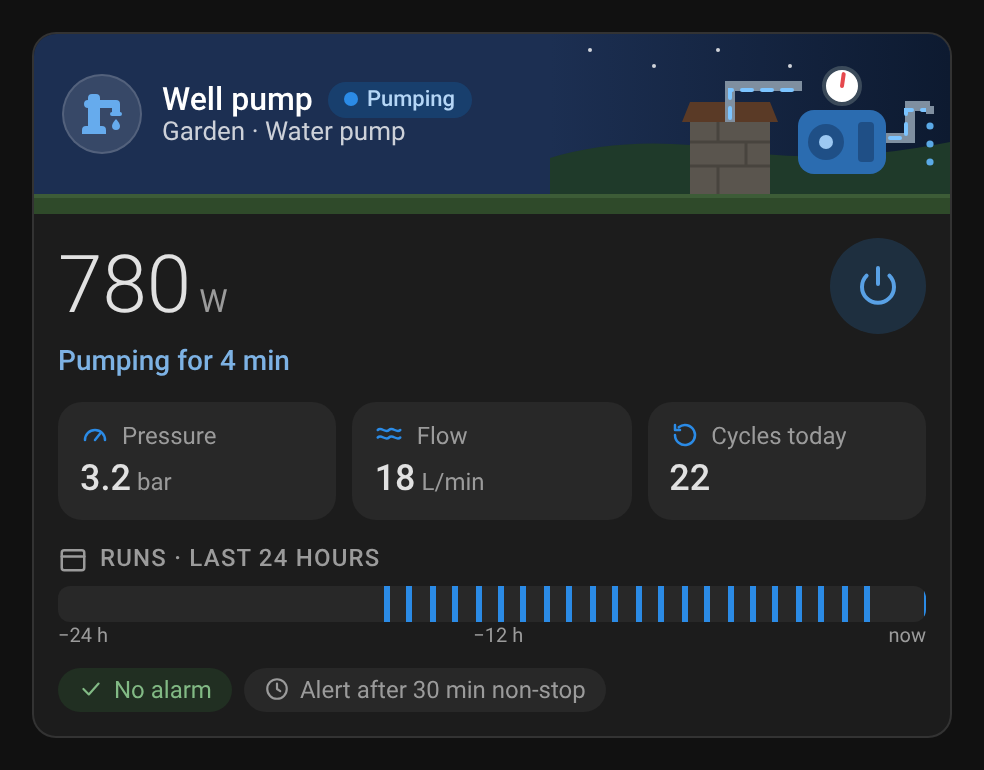 Well pump
Pumping
Garden · Water pump
780 W
Pumping for 4 min
Pressure
3.2 bar
Flow
18 L/min
Cycles today
22
RUNS · LAST 24 HOURS
−24 h
−12 h
now
No alarm
Alert after 30 min non-stop